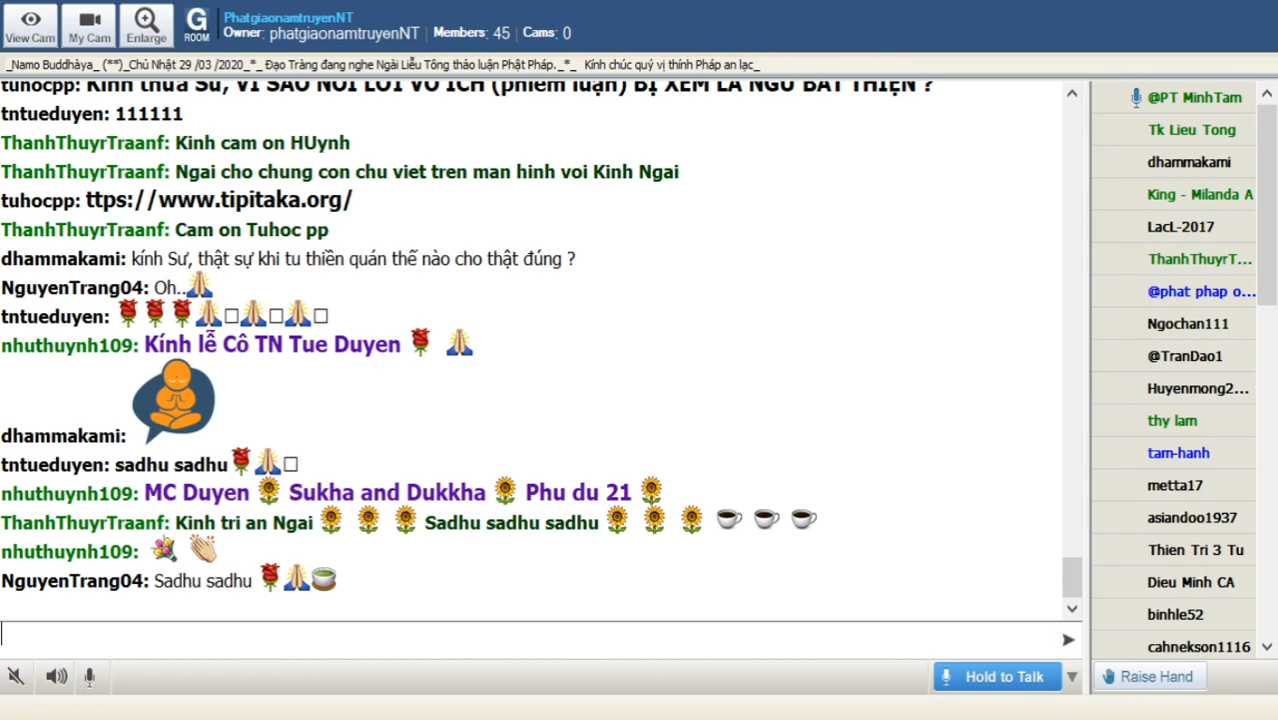 View Cam
My Cam
Enlarge
G
ROOM
PhatgiaonamtruyenNT
Owner: phatgiaonamtruyenNT | Members: 45 | Cams: 0
_Namo Buddhàya_ (**)_Chủ Nhật 29 /03 /2020_*_ Đạo Tràng đang nghe Ngài Liễu Tông thảo luận Phật Pháp._*_ Kính chúc quý vị thính Pháp an lạc_
tuhocpp: Kính thưa Sư, VÌ SAO NÓI LỜI VÔ ÍCH (phiếm luận) BỊ XEM LÀ NGỮ BẤT THIỆN ?
tntueduyen: 111111
ThanhThuyrTraanf: Kinh cam on HUynh
ThanhThuyrTraanf: Ngai cho chung con chu viet tren man hinh voi Kinh Ngai
tuhocpp: ttps://www.tipitaka.org/
ThanhThuyrTraanf: Cam on Tuhoc pp
dhammakami: kính Sư, thật sự khi tu thiền quán thế nào cho thật đúng ?
NguyenTrang04: Oh..
tntueduyen:
nhuthuynh109: Kính lễ Cô TN Tue Duyen
dhammakami:
tntueduyen: sadhu sadhu
nhuthuynh109: MC Duyen Sukha and Dukkha Phu du 21
ThanhThuyrTraanf: Kinh tri an Ngai Sadhu sadhu sadhu
nhuthuynh109:
NguyenTrang04: Sadhu sadhu
Hold to Talk
@PT MinhTam
Tk Lieu Tong
dhammakami
King - Milanda A
LacL-2017
ThanhThuyrT...
@phat phap o...
Ngochan111
@TranDao1
Huyenmong2...
thy lam
tam-hanh
metta17
asiandoo1937
Thien Tri 3 Tu
Dieu Minh CA
binhle52
cahnekson1116
Raise Hand